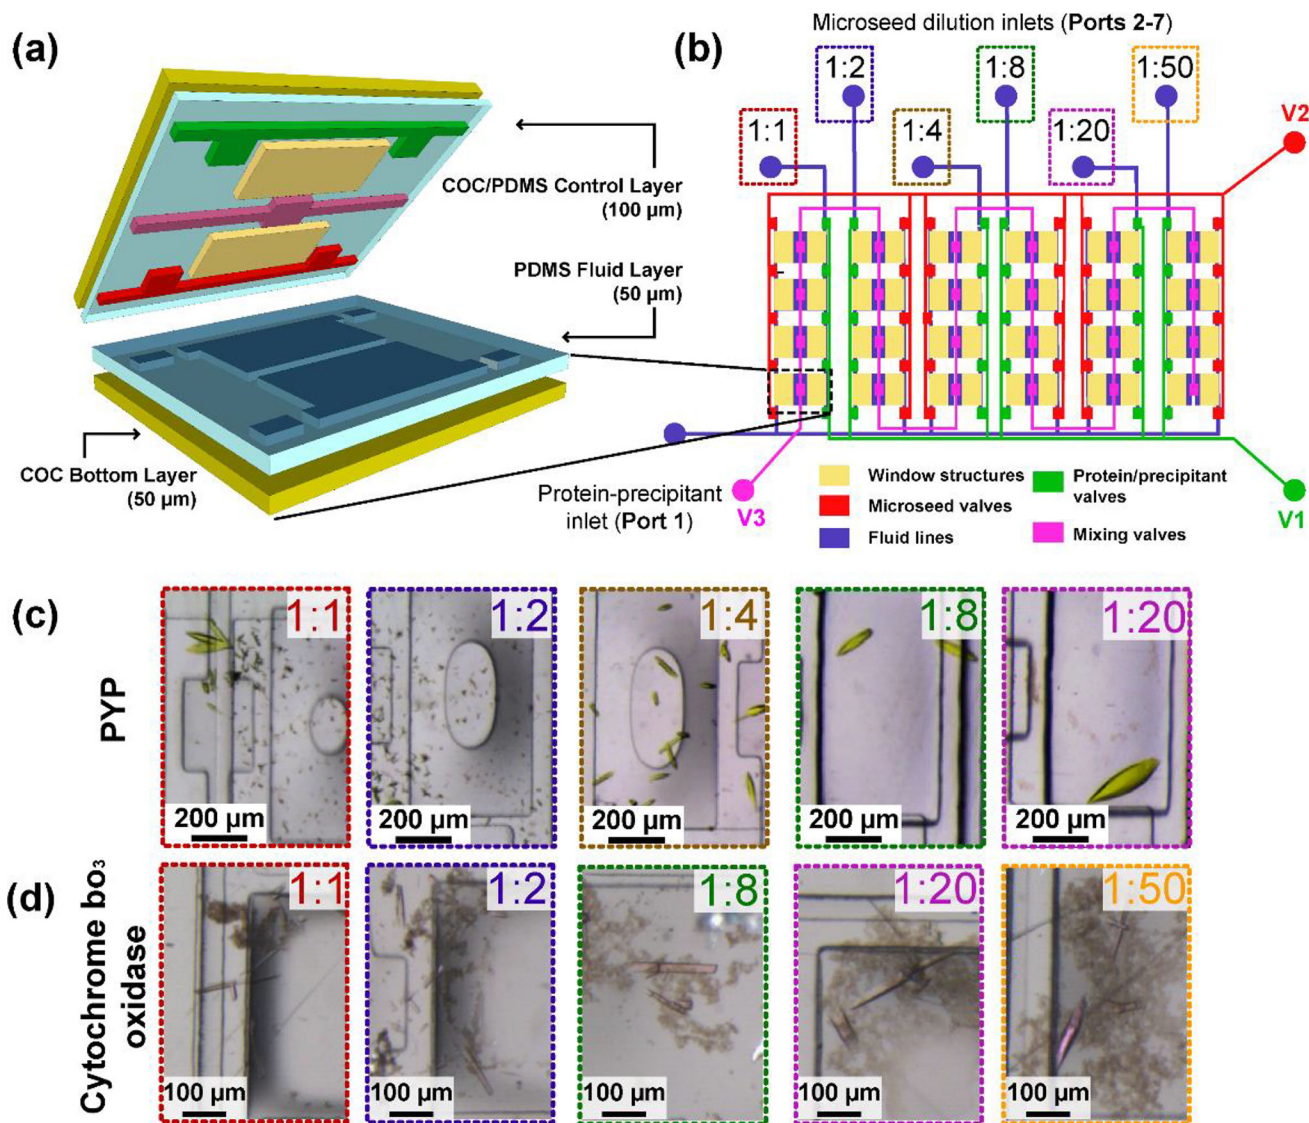 (a)
COC/PDMS Control Layer
(100 µm)
PDMS Fluid Layer
(50 µm)
COC Bottom Layer
(50 µm)
(b)
Microseed dilution inlets (Ports 2-7)
1:2
1:8
1:50
1:1
1:4
1:20
V2
Protein-precipitant
inlet (Port 1)
V3
V1
Window structures
Microseed valves
Fluid lines
Protein/precipitant
valves
Mixing valves
(c)
PYP
1:1
1:2
1:4
1:8
1:20
200 µm
200 µm
200 µm
200 µm
200 µm
(d)
Cytochrome bo₃
oxidase
1:1
1:2
1:8
1:20
1:50
100 µm
100 µm
100 µm
100 µm
100 µm